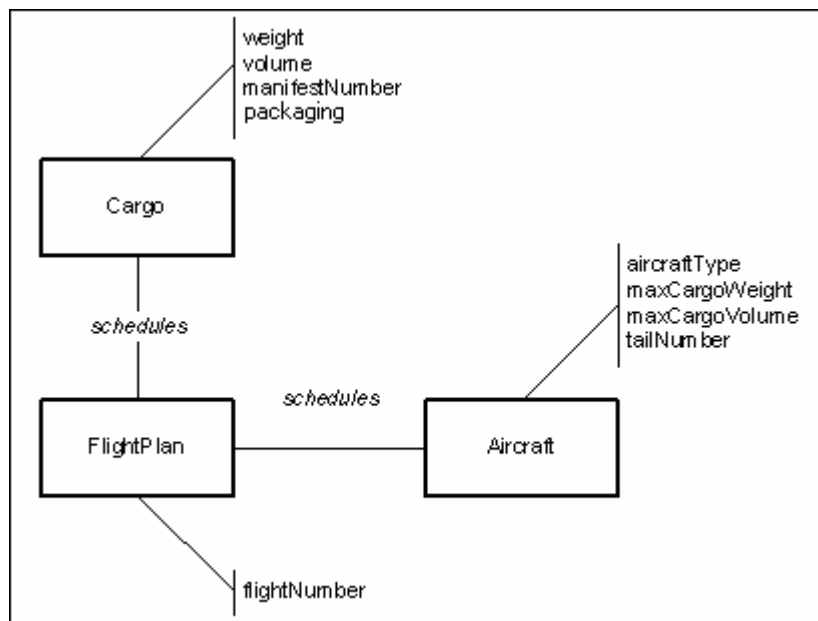 weight
volume
manifestNumber
packaging
Cargo
schedules
aircraftType
maxCargoWeight
maxCargoVolume
tailNumber
FlightPlan
schedules
Aircraft
flightNumber